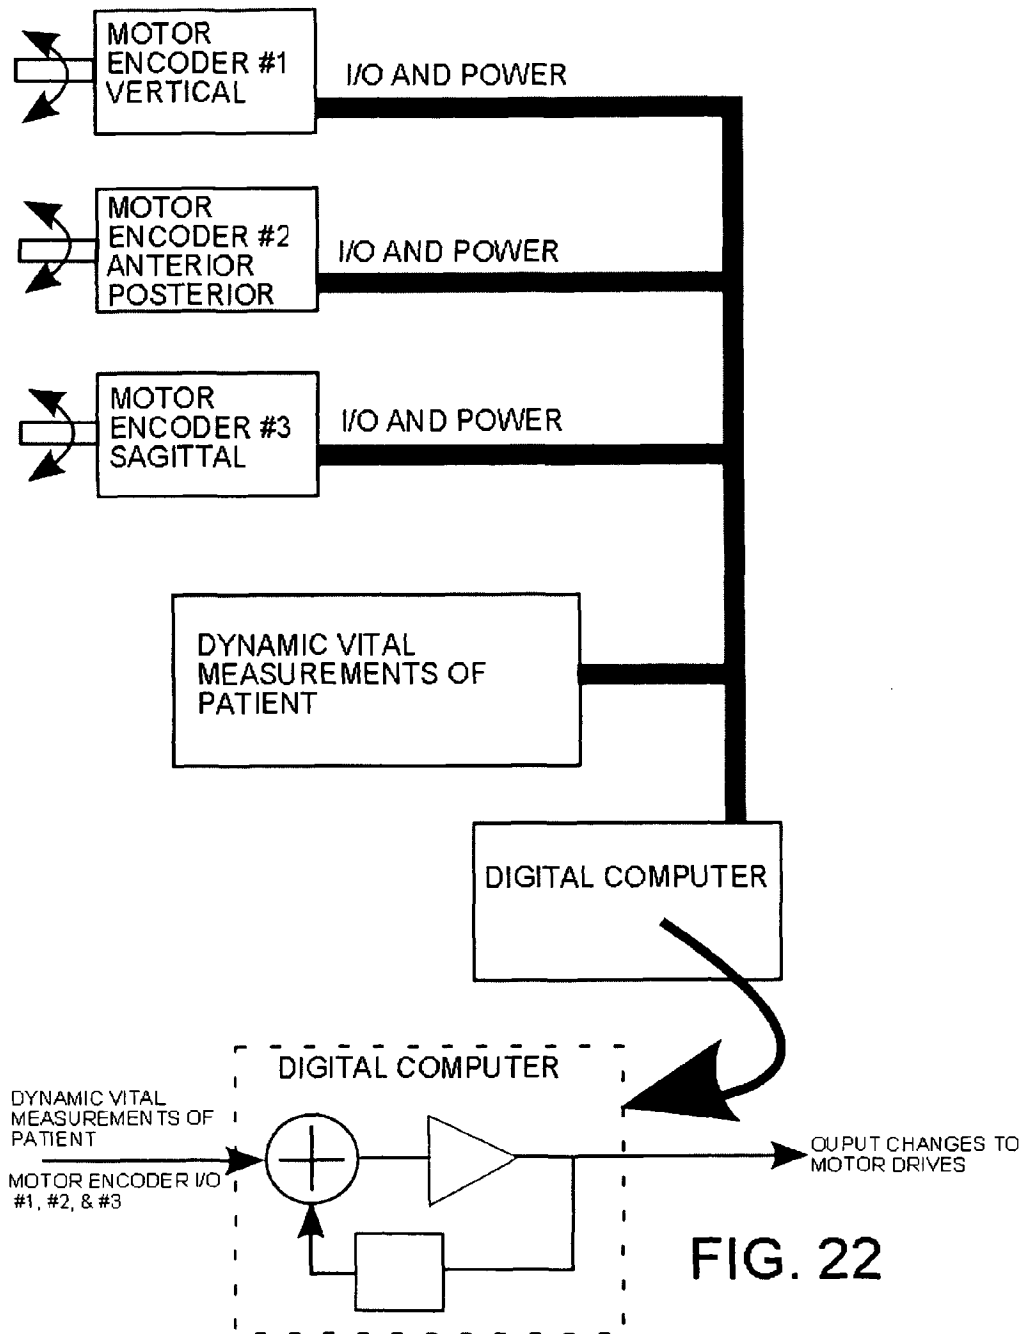 MOTOR
ENCODER #1
VERTICAL
I/O AND POWER
MOTOR
ENCODER #2
ANTERIOR
POSTERIOR
I/O AND POWER
MOTOR
ENCODER #3
SAGITTAL
I/O AND POWER
DYNAMIC VITAL
MEASUREMENTS OF
PATIENT
DIGITAL COMPUTER
DIGITAL COMPUTER
DYNAMIC VITAL
MEASUREMENTS OF
PATIENT
MOTOR ENCODER I/O
#1, #2, & #3
OUPUT CHANGES TO
MOTOR DRIVES
FIG. 22